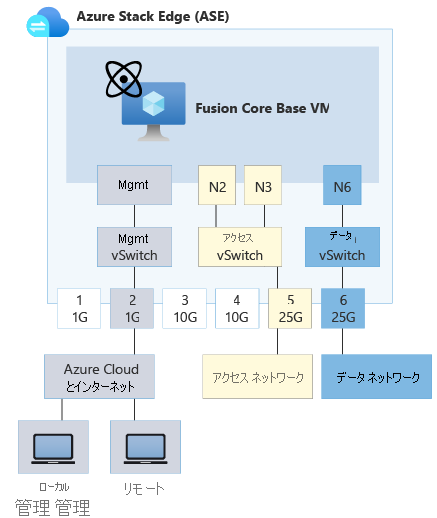 Azure Stack Edge (ASE)
Fusion Core Base VM
Mgmt
N2
N3
N6
Mgmt
vSwitch
アクセス
vSwitch
データ
vSwitch
1
1G
2
1G
3
10G
4
10G
5
25G
6
25G
Azure Cloud
とインターネット
アクセス ネットワーク
データ ネットワーク
ローカル
管理 管理
リモート